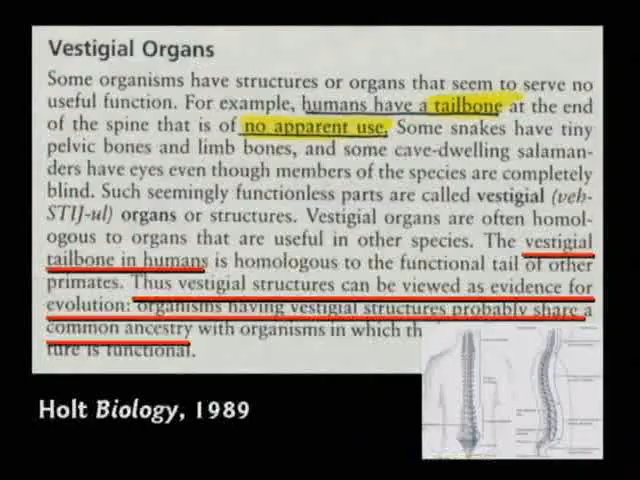 Vestigial Organs
Some organisms have structures or organs that seem to serve no
useful function. For example, humans have a tailbone at the end
of the spine that is of no apparent use. Some snakes have tiny
pelvic bones and limb bones, and some cave-dwelling salaman-
ders have eyes even though members of the species are completely
blind. Such seemingly functionless parts are called vestigial (veh-
STIJ-ul) organs or structures. Vestigial organs are often homol-
ogous to organs that are useful in other species. The vestigial
tailbone in humans is homologous to the functional tail of other
primates. Thus vestigial structures can be viewed as evidence for
evolution: organisms having vestigial structures probably share a
common ancestry with organisms in which th
ture is functional.
Holt Biology, 1989